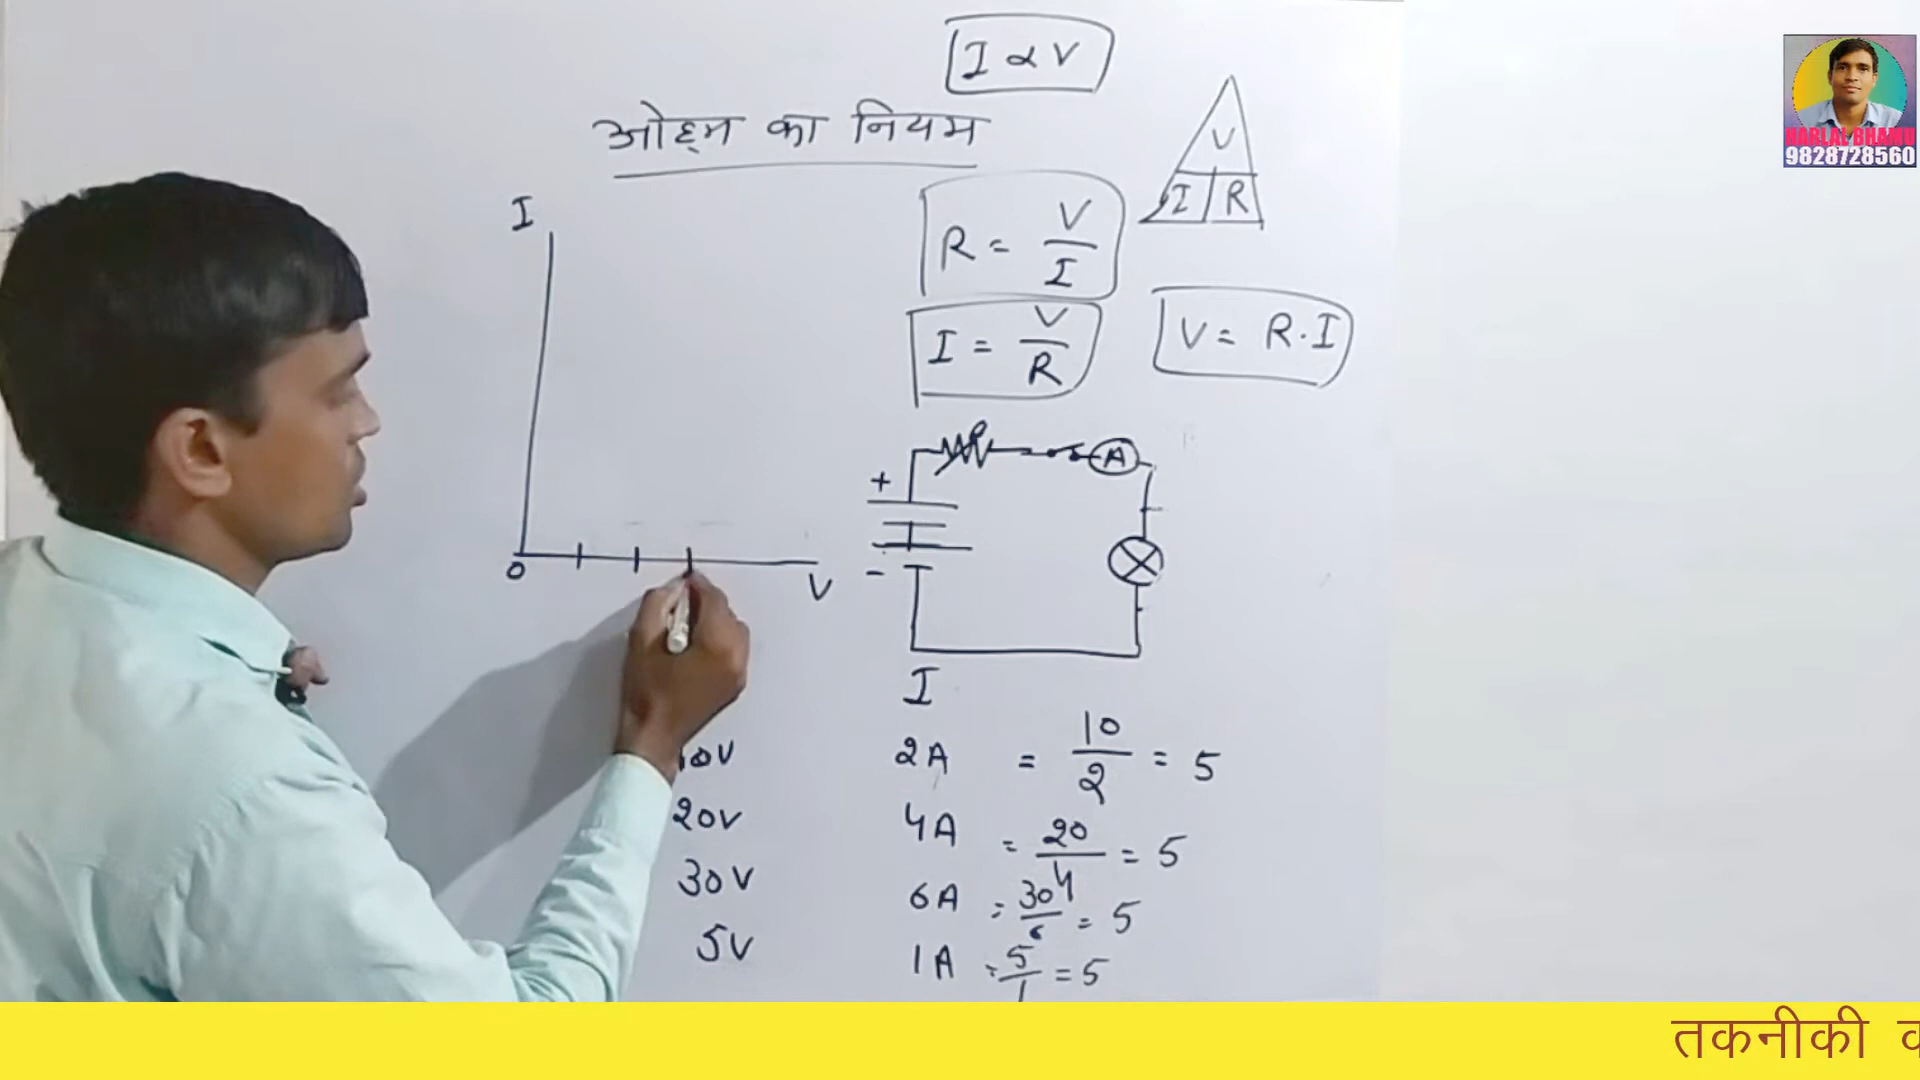 I ∝ V
ओह्म का नियम
HARLAL BHAMU
9828728560
V
I R
I
R = V/I
I = V/R
V = R·I
R
A
+
-
0
V
I
10V 2A = 10/2 = 5
20V 4A = 20/4 = 5
30V 6A = 30/6 = 5
5V 1A = 5/1 = 5
तकनीकी